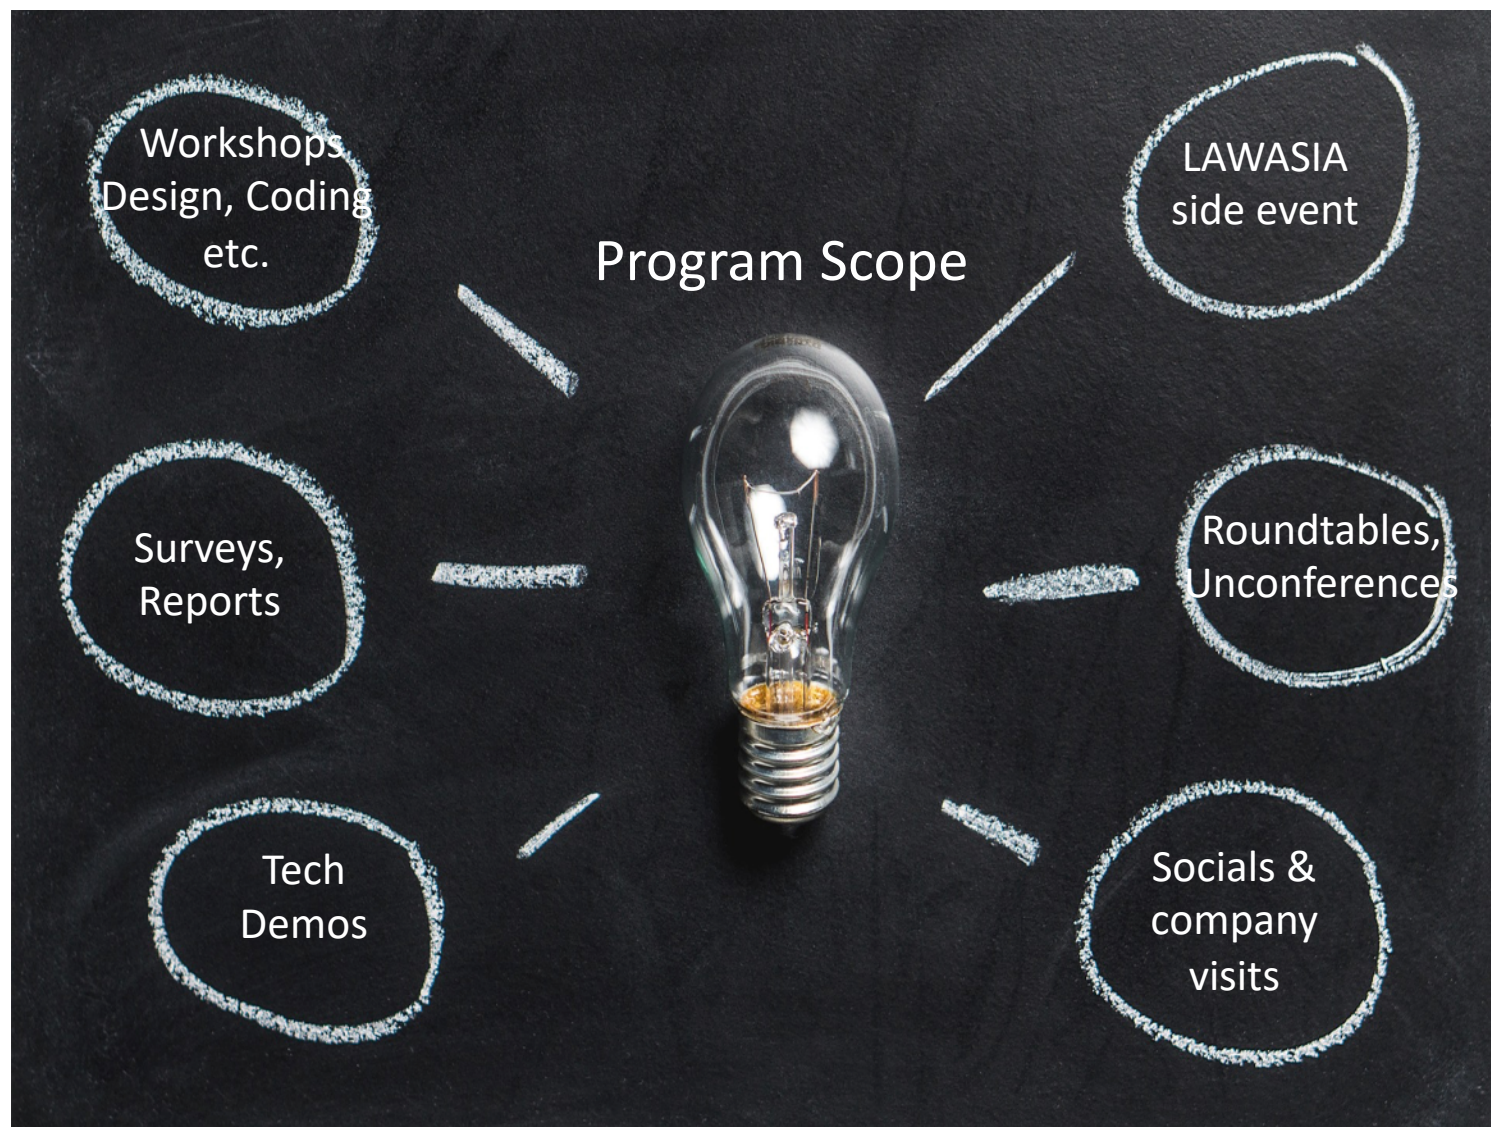 Program Scope
Workshops
Design, Coding
etc.
LAWASIA
side event
Surveys,
Reports
Roundtables,
Unconferences
Tech
Demos
Socials &
company
visits